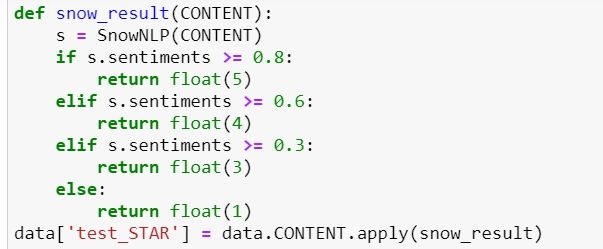 def snow_result(CONTENT):
    s = SnowNLP(CONTENT)
    if s.sentiments >= 0.8:
        return float(5)
    elif s.sentiments >= 0.6:
        return float(4)
    elif s.sentiments >= 0.3:
        return float(3)
    else:
        return float(1)
data['test_STAR'] = data.CONTENT.apply(snow_result)